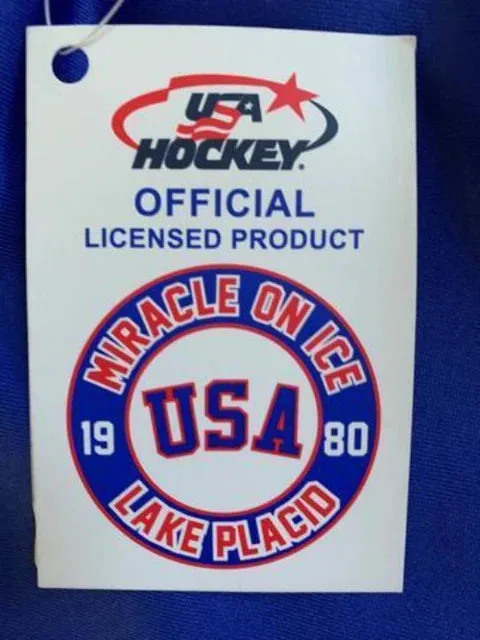 USA
HOCKEY.
OFFICIAL
LICENSED PRODUCT
MIRACLE ON ICE
19 USA 80
LAKE PLACID